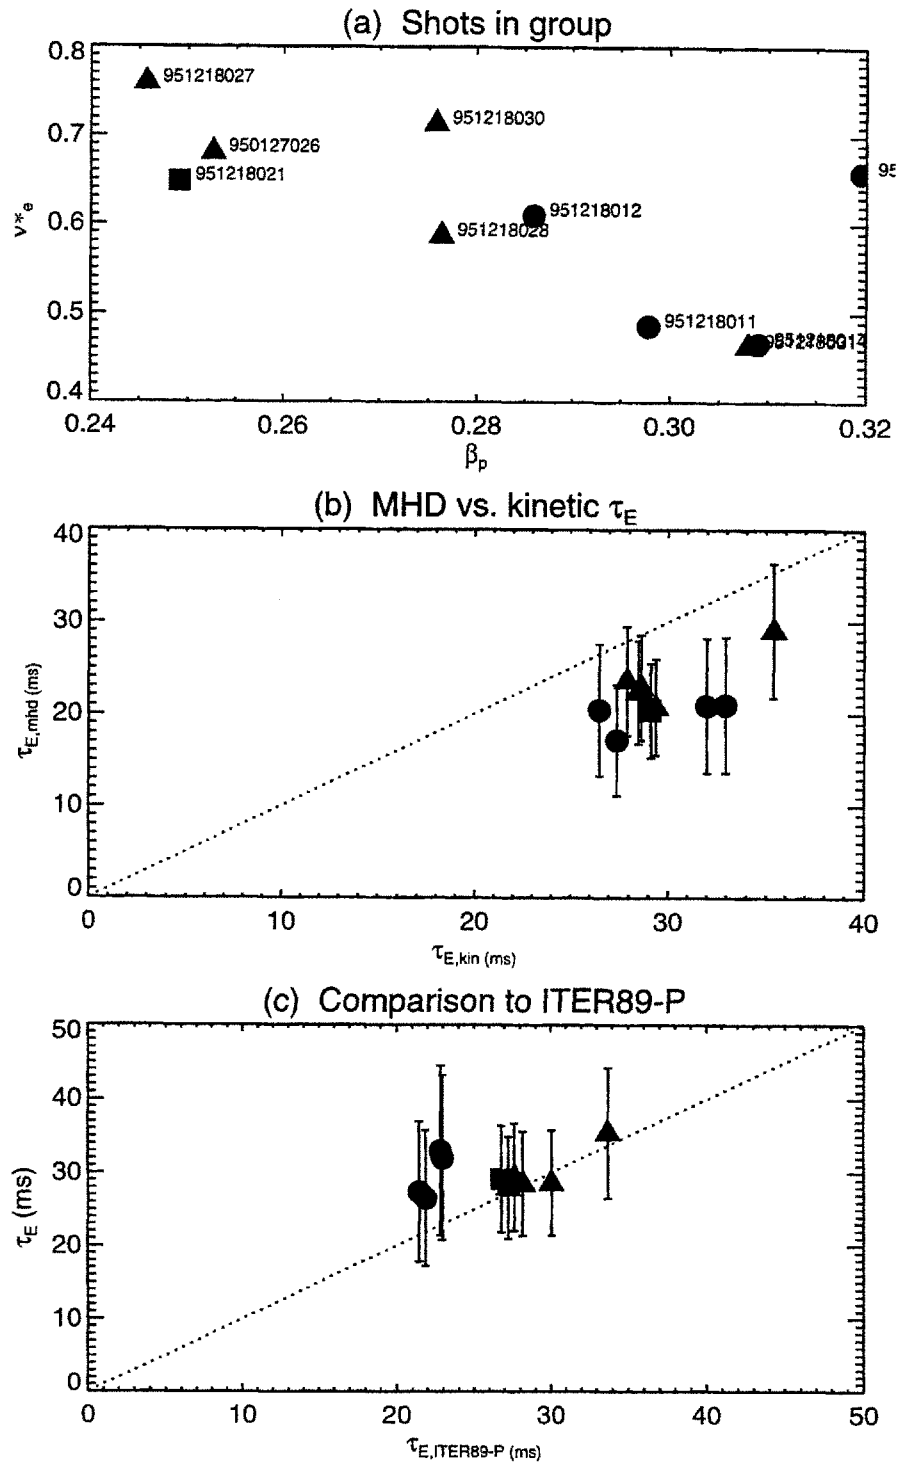 (a) Shots in group
0.8
951218027
951218030
0.7
950127026
951218021
95
ν*e
0.6
951218012
951218028
0.5
951218011
0.4
0.24 0.26 0.28 0.30 0.32
βp
(b) MHD vs. kinetic τE
40
30
τE,mhd (ms)
20
10
0
0 10 20 30 40
τE,kin (ms)
(c) Comparison to ITER89-P
50
40
30
τE (ms)
20
10
0
0 10 20 30 40 50
τE,ITER89-P (ms)